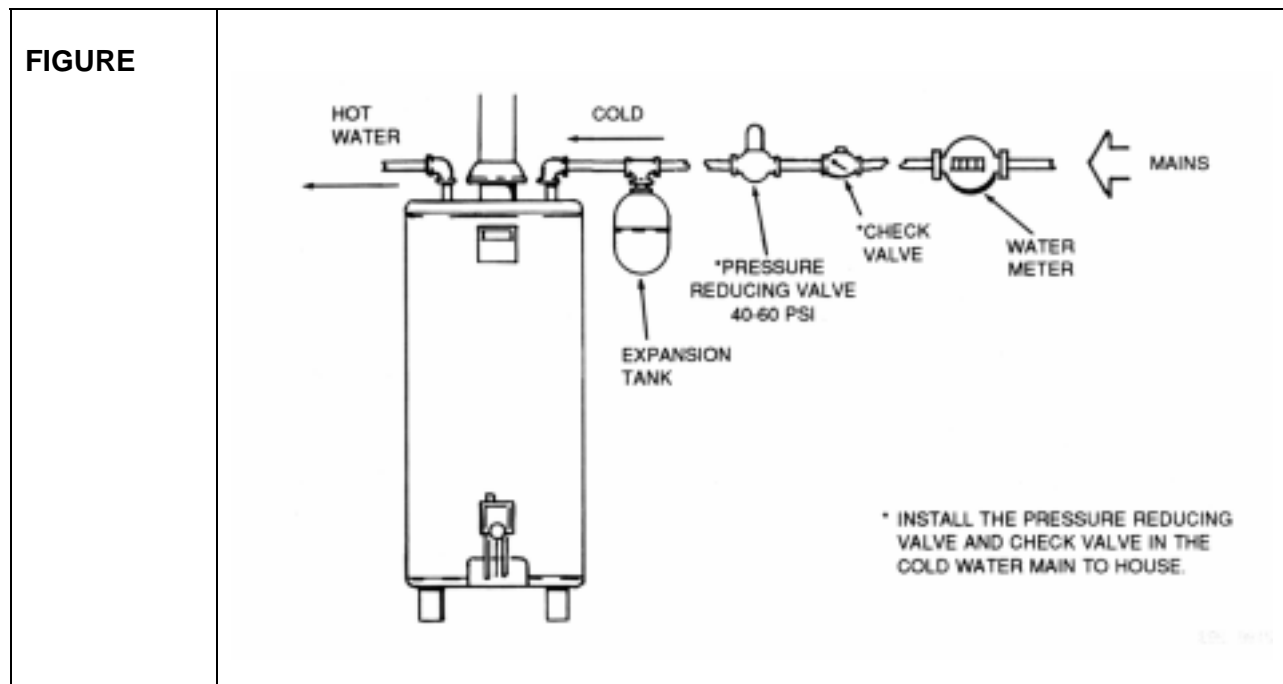 FIGURE
HOT
WATER
COLD
MAINS
*CHECK
VALVE
WATER
METER
*PRESSURE
REDUCING VALVE
40-60 PSI
EXPANSION
TANK
* INSTALL THE PRESSURE REDUCING
VALVE AND CHECK VALVE IN THE
COLD WATER MAIN TO HOUSE.